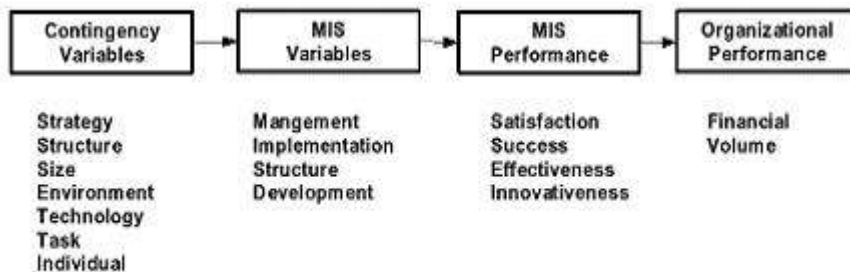 Contingency
Variables
MIS
Variables
MIS
Performance
Organizational
Performance
Strategy
Structure
Size
Environment
Technology
Task
Individual
Mangement
Implementation
Structure
Development
Satisfaction
Success
Effectiveness
Innovativeness
Financial
Volume